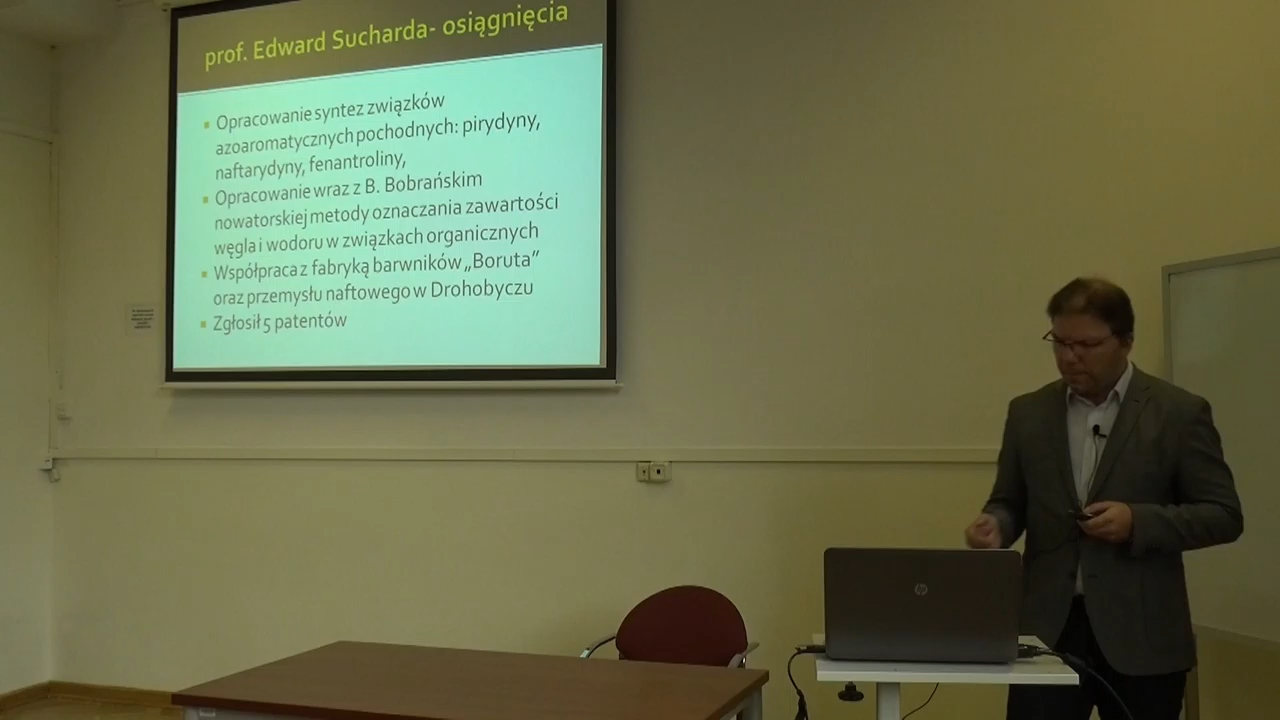 prof. Edward Sucharda- osiągnięcia
Opracowanie syntez związków
azoaromatycznych pochodnych: pirydyny,
naftarydyny, fenantroliny,
Opracowanie wraz z B. Bobrańskim
nowatorskiej metody oznaczania zawartości
węgla i wodoru w związkach organicznych
Współpraca z fabryką barwników „Boruta”
oraz przemysłu naftowego w Drohobyczu
Zgłosił 5 patentów
hp